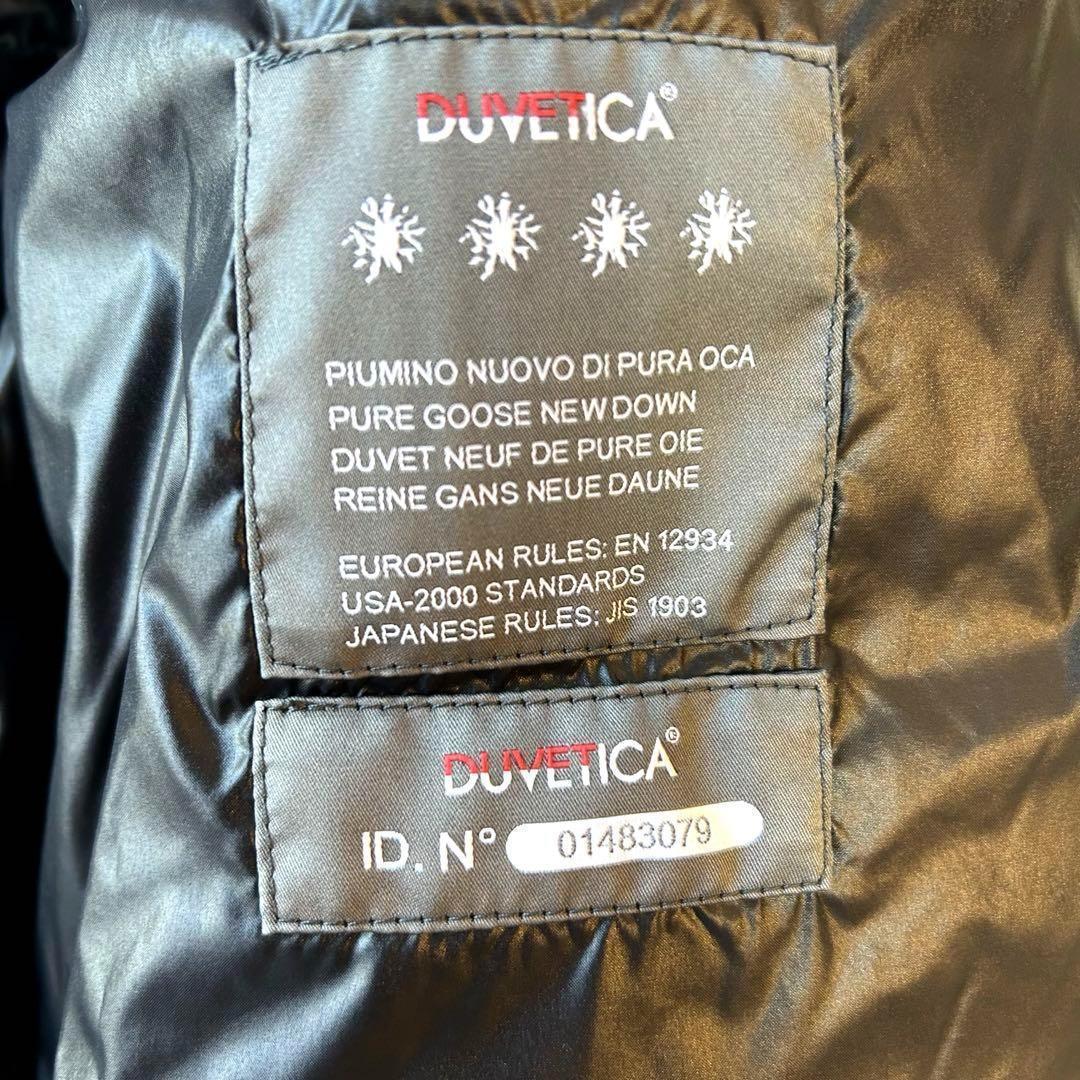 DUVETICA®
PIUMINO NUOVO DI PURA OCA
PURE GOOSE NEW DOWN
DUVET NEUF DE PURE OIE
REINE GANS NEUE DAUNE
EUROPEAN RULES: EN 12934
USA-2000 STANDARDS
JAPANESE RULES: JIS 1903
DUVETICA®
ID. N° 01483079